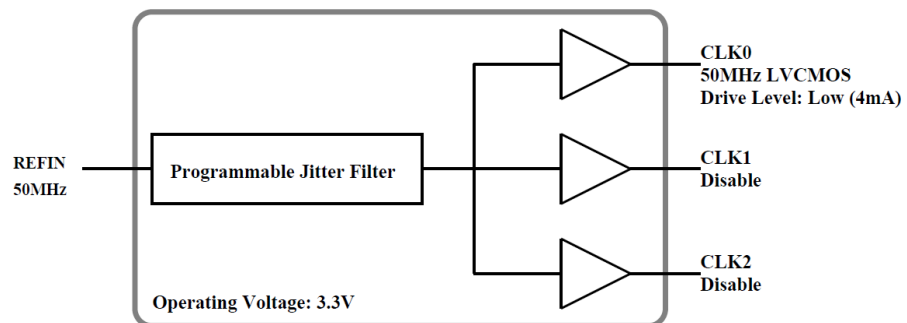 CLK0
50MHz LVCMOS
Drive Level: Low (4mA)
REFIN
50MHz
Programmable Jitter Filter
CLK1
Disable
CLK2
Disable
Operating Voltage: 3.3V